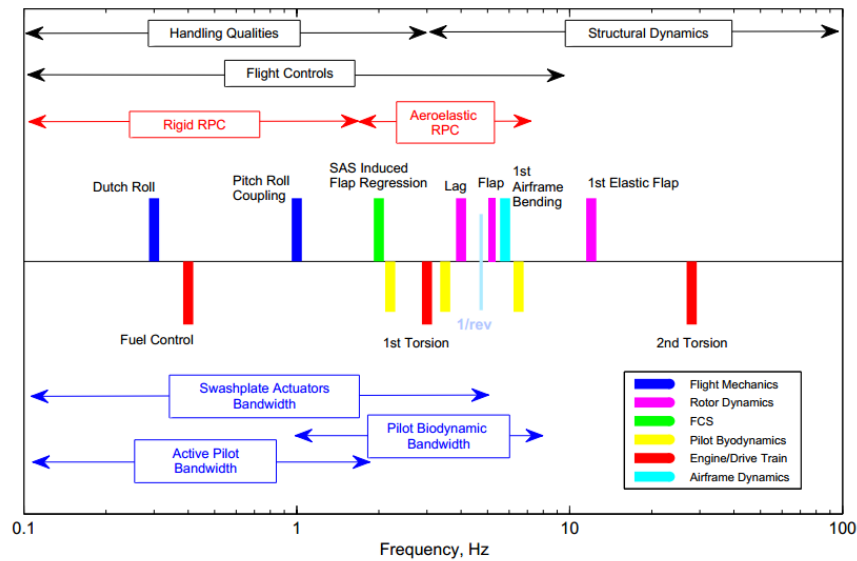 Handling Qualities
Structural Dynamics
Flight Controls
Rigid RPC
Aeroelastic
RPC
Dutch Roll
Pitch Roll
Coupling
SAS Induced
Flap Regression
Lag
Flap
1st
Airframe
Bending
1st Elastic Flap
Fuel Control
1st Torsion
1/rev
2nd Torsion
Swashplate Actuators
Bandwidth
Pilot Biodynamic
Bandwidth
Active Pilot
Bandwidth
Flight Mechanics
Rotor Dynamics
FCS
Pilot Byodynamics
Engine/Drive Train
Airframe Dynamics
0.1
1
10
100
Frequency, Hz